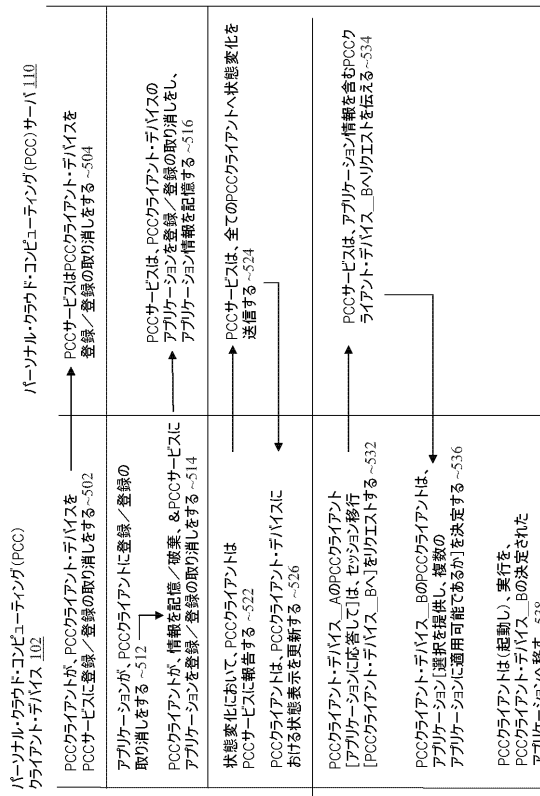 パーソナル・クラウド・コンピューティング(PCC)
クライアント・デバイス 102
パーソナル・クラウド・コンピューティング(PCC)サーバ 110
PCCクライアントが、PCCクライアント・デバイスを
PCCサービスに登録/登録の取り消しをする~502
PCCサービスはPCCクライアント・デバイスを
登録/登録の取り消しをする~504
アプリケーションが、PCCクライアントに登録/登録の
取り消しをする~512
PCCクライアントが、情報を記憶/破棄、&PCCサービスに
アプリケーションを登録/登録の取り消しをする~514
PCCサービスは、PCCクライアント・デバイスの
アプリケーションを登録/登録の取り消しをし、
アプリケーション情報を記憶する~516
状態変化において、PCCクライアントは
PCCサービスに報告する~522
PCCサービスは、全てのPCCクライアントへ状態変化を
送信する~524
PCCクライアントは、PCCクライアント・デバイスに
おける状態表示を更新する~526
クライアント・デバイス__AのPCCクライアント
[アプリケーションに応答して]は、セッション移行
[PCCクライアント・デバイス__Bへ]をリクエストする~532
PCCサービスは、アプリケーション情報を含むPCCク
ライアント・デバイス__Bへリクエストを伝える~534
クライアント・デバイス__BのPCCクライアントは、
アプリケーション[選択を提供し、複数の
アプリケーションに適用可能であるか]を決定する~536
PCCクライアントは(起動し)、実行を、
PCCクライアント・デバイス__Bの決定された
アプリケーションへ移す~538